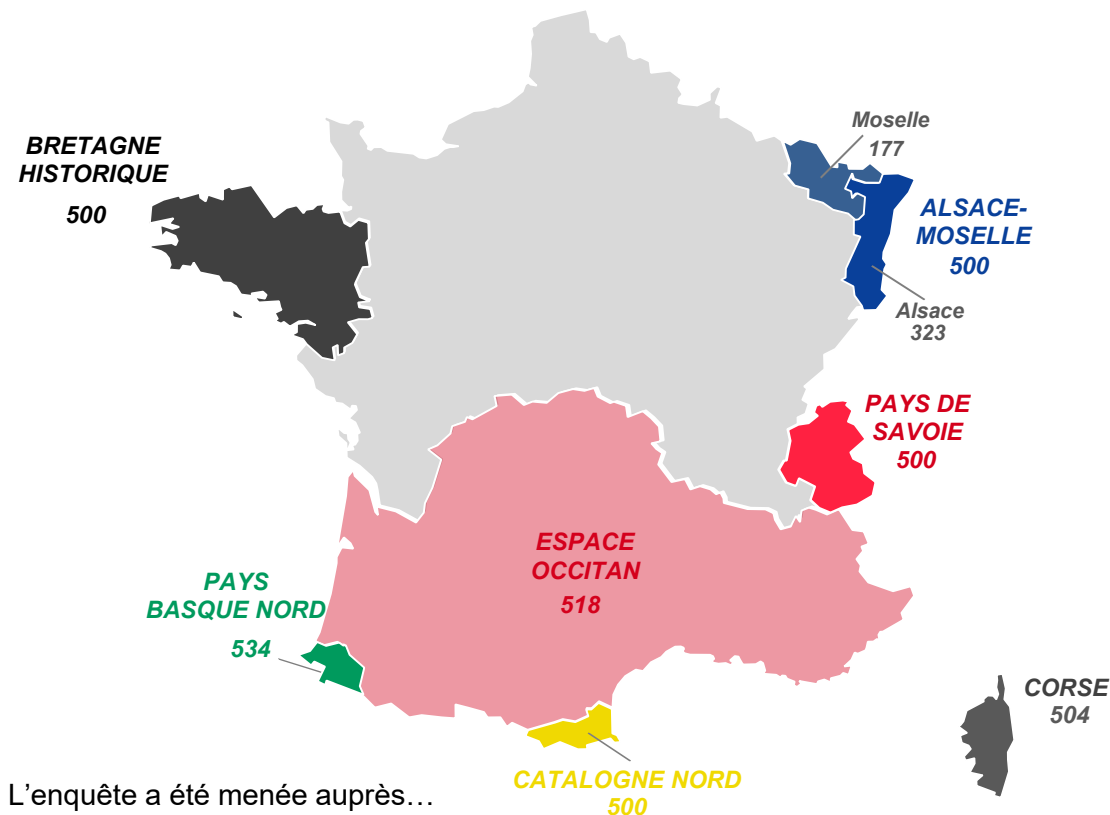 BRETAGNE
HISTORIQUE
500
Moselle
177
ALSACE-
MOSELLE
500
Alsace
323
PAYS DE
SAVOIE
500
ESPACE
OCCITAN
518
PAYS
BASQUE NORD
534
CORSE
504
CATALOGNE NORD
500
L'enquête a été menée auprès…